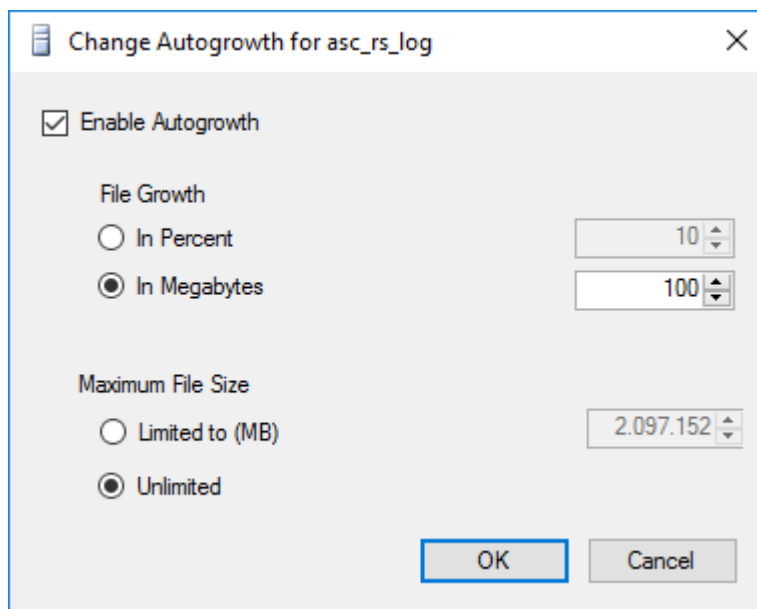 Change Autogrowth for asc_rs_log
Enable Autogrowth
File Growth
In Percent 10
In Megabytes 100
Maximum File Size
Limited to (MB) 2.097.152
Unlimited
OK Cancel